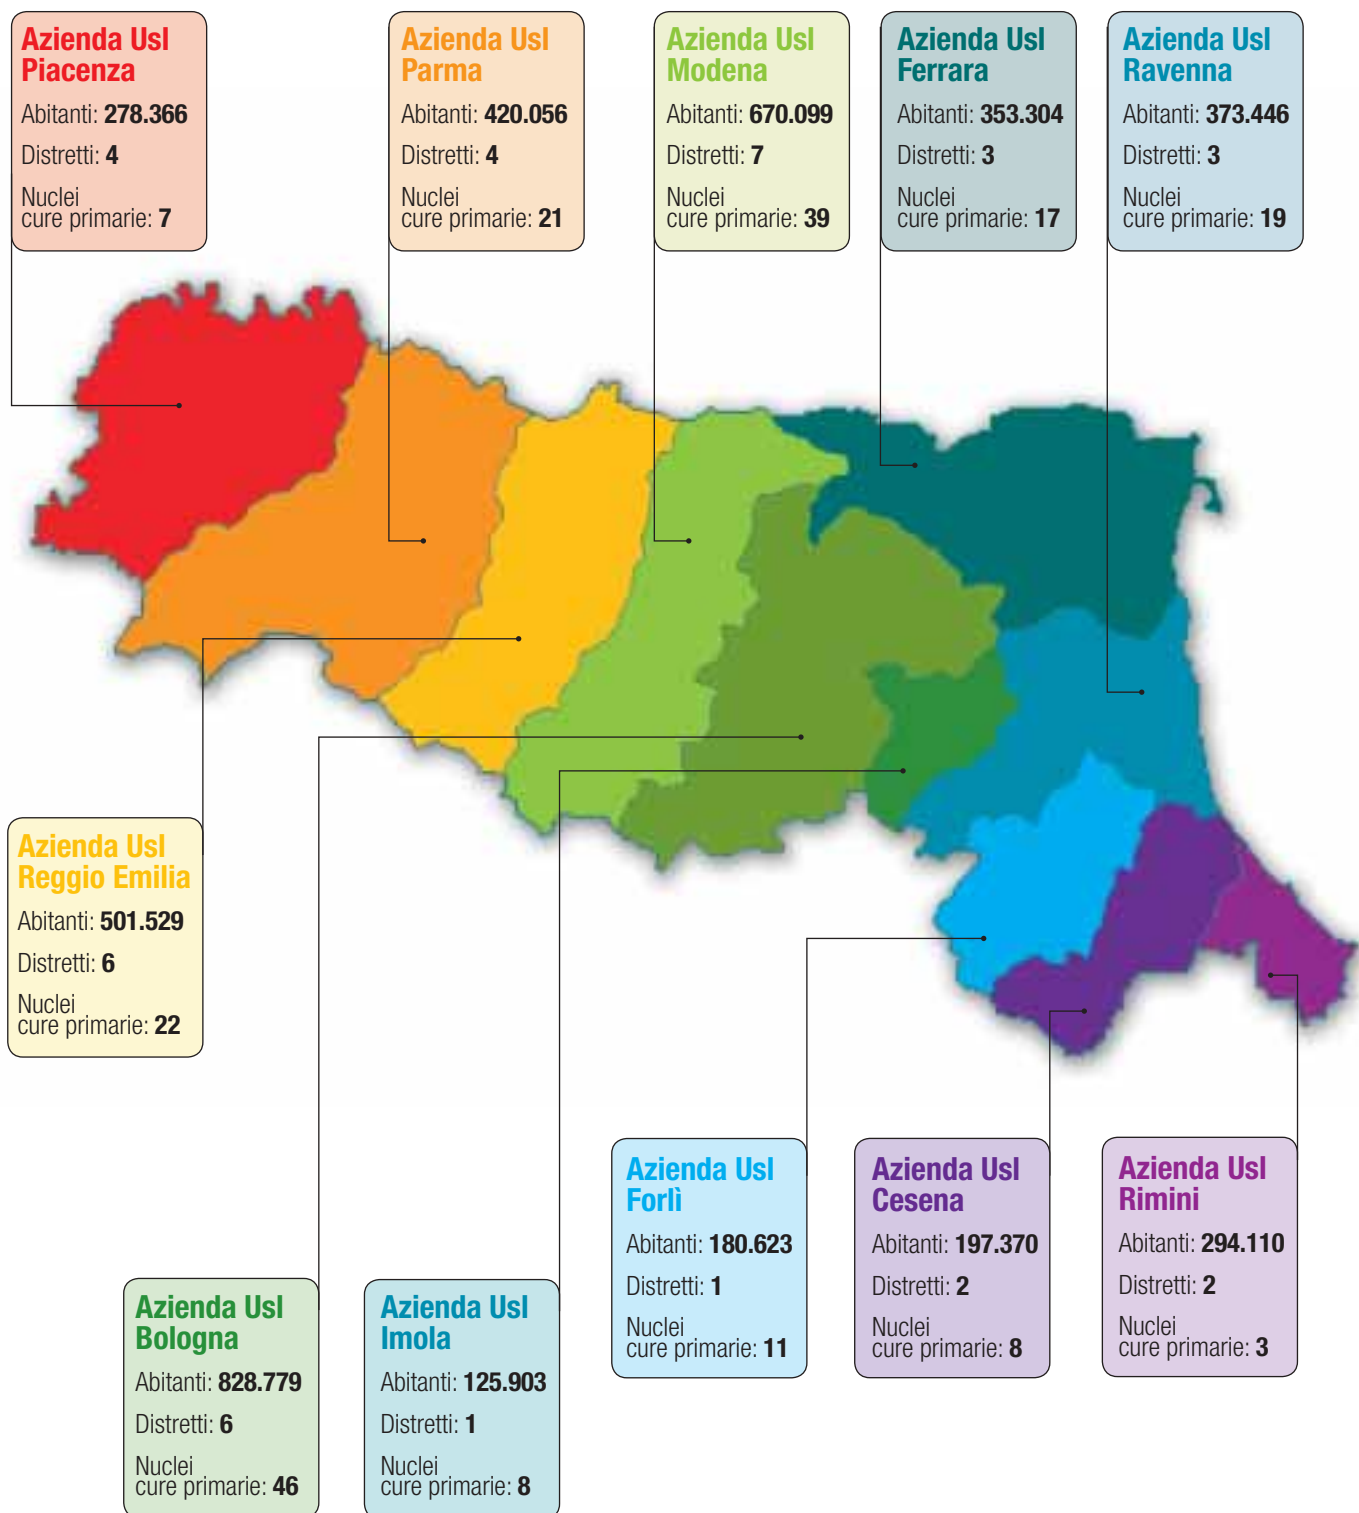 Azienda Usl
Piacenza
Abitanti: 278.366
Distretti: 4
Nuclei
cure primarie: 7
Azienda Usl
Parma
Abitanti: 420.056
Distretti: 4
Nuclei
cure primarie: 21
Azienda Usl
Modena
Abitanti: 670.099
Distretti: 7
Nuclei
cure primarie: 39
Azienda Usl
Ferrara
Abitanti: 353.304
Distretti: 3
Nuclei
cure primarie: 17
Azienda Usl
Ravenna
Abitanti: 373.446
Distretti: 3
Nuclei
cure primarie: 19
Azienda Usl
Reggio Emilia
Abitanti: 501.529
Distretti: 6
Nuclei
cure primarie: 22
Azienda Usl
Bologna
Abitanti: 828.779
Distretti: 6
Nuclei
cure primarie: 46
Azienda Usl
Imola
Abitanti: 125.903
Distretti: 1
Nuclei
cure primarie: 8
Azienda Usl
Forlì
Abitanti: 180.623
Distretti: 1
Nuclei
cure primarie: 11
Azienda Usl
Cesena
Abitanti: 197.370
Distretti: 2
Nuclei
cure primarie: 8
Azienda Usl
Rimini
Abitanti: 294.110
Distretti: 2
Nuclei
cure primarie: 3